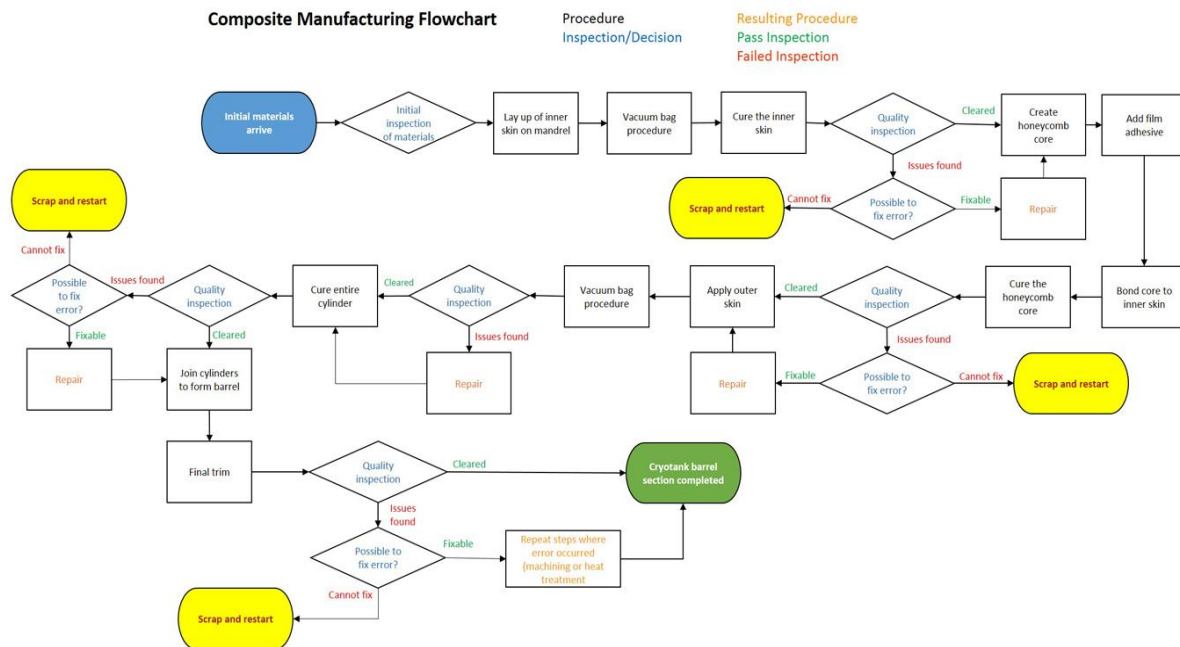 Composite Manufacturing Flowchart
Procedure
Inspection/Decision
Resulting Procedure
Pass Inspection
Failed Inspection
Initial materials
arrive
Initial
inspection
of materials
Lay up of inner
skin on mandrel
Vacuum bag
procedure
Cure the inner
skin
Quality
inspection
Cleared
Create
honeycomb
core
Add film
adhesive
Issues found
Scrap and restart
Cannot fix
Possible to
fix error?
Fixable
Repair
Scrap and restart
Cannot fix
Possible
to fix
error?
Issues found
Quality
inspection
Cure entire
cylinder
Cleared
Quality
inspection
Vacuum bag
procedure
Apply outer
skin
Cleared
Quality
inspection
Cure the
honeycomb
core
Bond core to
inner skin
Fixable
Cleared
Issues found
Issues found
Repair
Join cylinders
to form barrel
Repair
Repair
Fixable
Possible to
fix error?
Cannot fix
Scrap and restart
Final trim
Quality
inspection
Cleared
Cryotank barrel
section completed
Issues
found
Possible to
fix error?
Fixable
Repeat steps where
error occurred
(machining or heat
treatment
Cannot fix
Scrap and restart